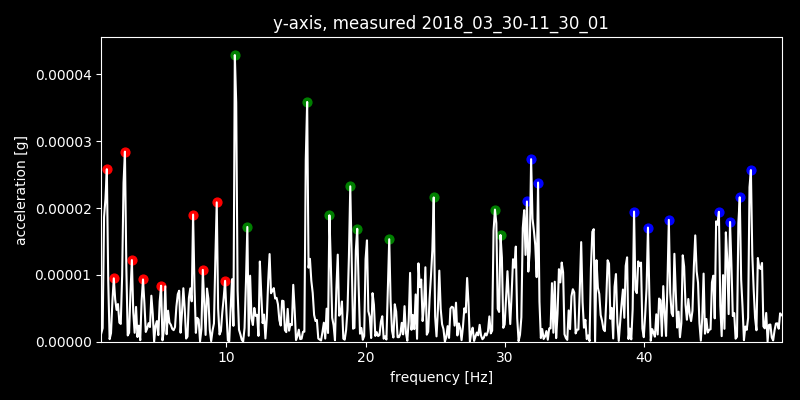 y-axis, measured 2018_03_30-11_30_01
0.00004
0.00003
0.00002
0.00001
0.00000
acceleration [g]
10 20 30 40
frequency [Hz]